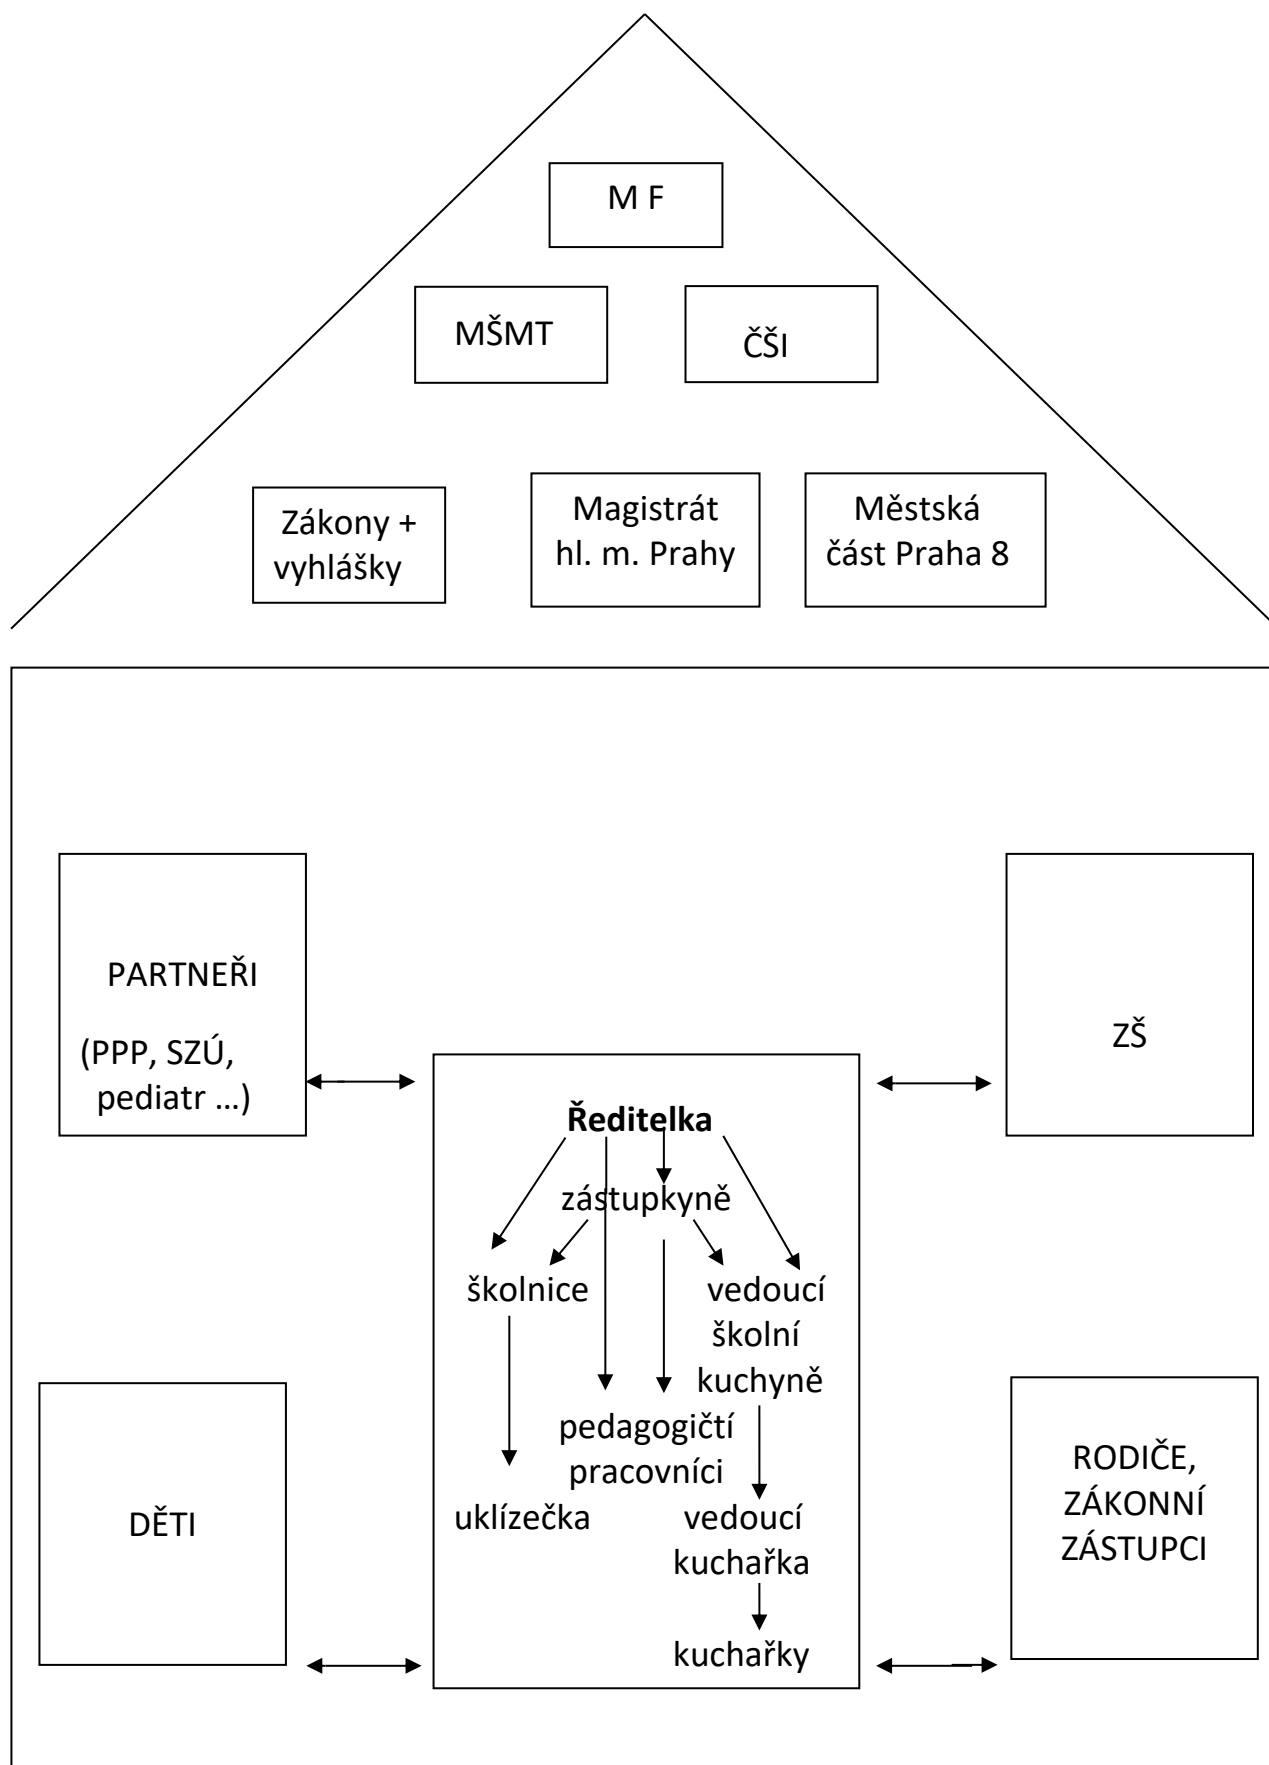 M F
MŠMT
ČŠI
Zákony +
vyhlášky
Magistrát
hl. m. Prahy
Městská
část Praha 8
PARTNEŘI
(PPP, SZÚ,
pediatr ...)
ZŠ
Ředitelka
zástupkyně
školnice
vedoucí
školní
kuchyně
pedagogičtí
pracovníci
uklízečka
vedoucí
kuchařka
kuchařky
DĚTI
RODIČE,
ZÁKONNÍ
ZÁSTUPCI